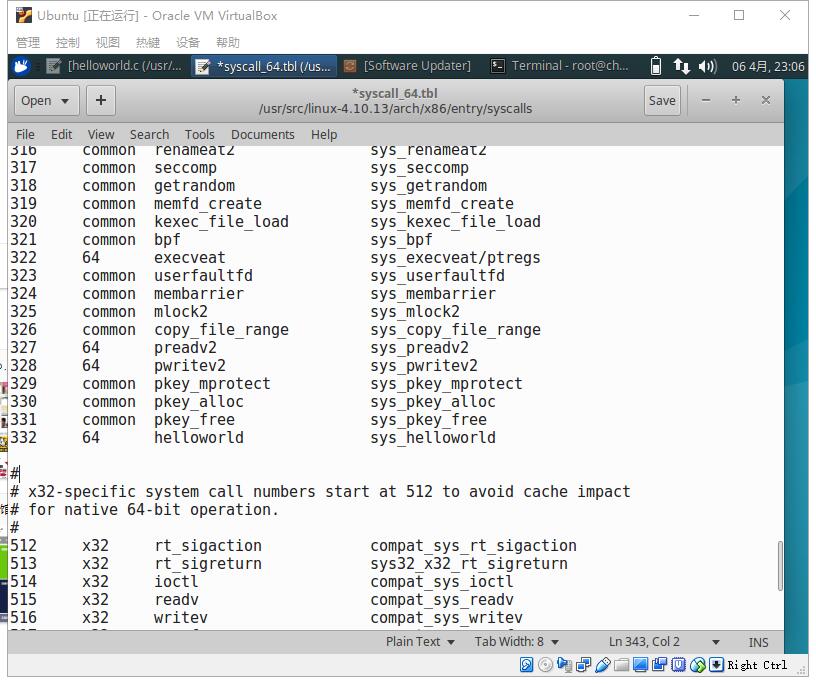 Ubuntu [正在运行] - Oracle VM VirtualBox
管理 控制 视图 热键 设备 帮助
[helloworld.c (/usr/... *syscall_64.tbl (/us... [Software Updater] Terminal - root@ch... 06 4月, 23:06
Open + *syscall_64.tbl Save
/usr/src/linux-4.10.13/arch/x86/entry/syscalls
File Edit View Search Tools Documents Help
316 common renameat2 sys_renameat2
317 common seccomp sys_seccomp
318 common getrandom sys_getrandom
319 common memfd_create sys_memfd_create
320 common kexec_file_load sys_kexec_file_load
321 common bpf sys_bpf
322 64 execveat sys_execveat/ptregs
323 common userfaultfd sys_userfaultfd
324 common membarrier sys_membarrier
325 common mlock2 sys_mlock2
326 common copy_file_range sys_copy_file_range
327 64 preadv2 sys_preadv2
328 64 pwritev2 sys_pwritev2
329 common pkey_mprotect sys_pkey_mprotect
330 common pkey_alloc sys_pkey_alloc
331 common pkey_free sys_pkey_free
332 64 helloworld sys_helloworld
#
# x32-specific system call numbers start at 512 to avoid cache impact
# for native 64-bit operation.
#
512 x32 rt_sigaction compat_sys_rt_sigaction
513 x32 rt_sigreturn sys32_x32_rt_sigreturn
514 x32 ioctl compat_sys_ioctl
515 x32 readv compat_sys_readv
516 x32 writev compat_sys_writev
Plain Text Tab Width: 8 Ln 343, Col 2 INS
Right Ctrl